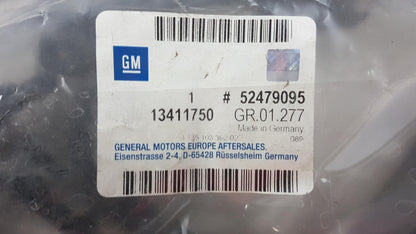 GM
1 # 52479095
13411750 GR.01.277
Made in Germany
089
GENERAL MOTORS EUROPE AFTERSALES.
Eisenstrasse 2-4, D-65428 Rüsselsheim Germany